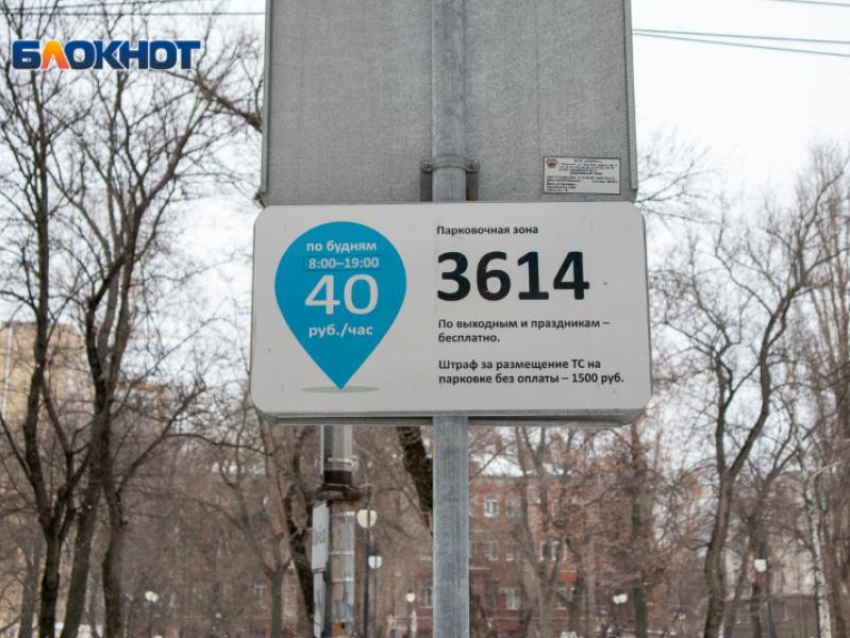 БЛОКНОТ
по будням
8:00–19:00
40
руб./час
Парковочная зона
3614
По выходным и праздникам –
бесплатно.
Штраф за размещение ТС на
парковке без оплаты – 1500 руб.